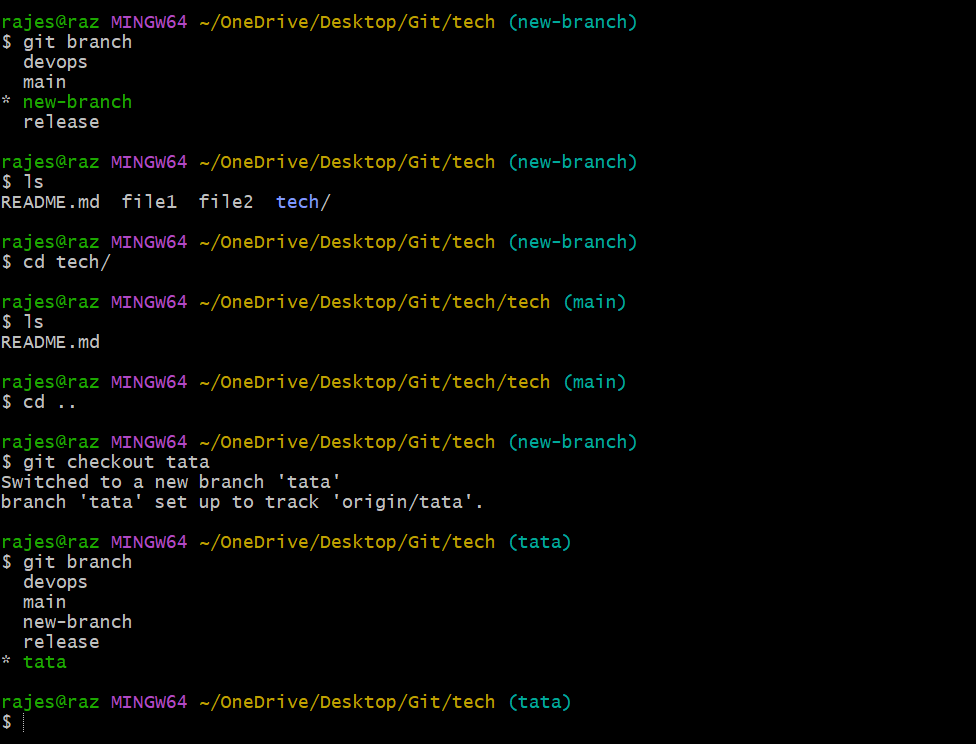 rajes@raz MINGW64 ~/OneDrive/Desktop/Git/tech (new-branch)
$ git branch
  devops
  main
* new-branch
  release

rajes@raz MINGW64 ~/OneDrive/Desktop/Git/tech (new-branch)
$ ls
README.md  file1  file2  tech/

rajes@raz MINGW64 ~/OneDrive/Desktop/Git/tech (new-branch)
$ cd tech/

rajes@raz MINGW64 ~/OneDrive/Desktop/Git/tech/tech (main)
$ ls
README.md

rajes@raz MINGW64 ~/OneDrive/Desktop/Git/tech/tech (main)
$ cd ..

rajes@raz MINGW64 ~/OneDrive/Desktop/Git/tech (new-branch)
$ git checkout tata
Switched to a new branch 'tata'
branch 'tata' set up to track 'origin/tata'.

rajes@raz MINGW64 ~/OneDrive/Desktop/Git/tech (tata)
$ git branch
  devops
  main
  new-branch
  release
* tata

rajes@raz MINGW64 ~/OneDrive/Desktop/Git/tech (tata)
$